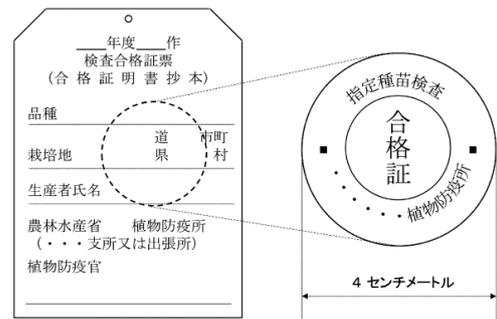 ___年度___作
検査合格証票
(合格証明書抄本)
品種
道 市町
栽培地 県 村
生産者氏名
農林水産省 植物防疫所
(・・・支所又は出張所)
植物防疫官
指定種苗検査
合格証
■ ■
・・・・・・植物防疫所
4 センチメートル